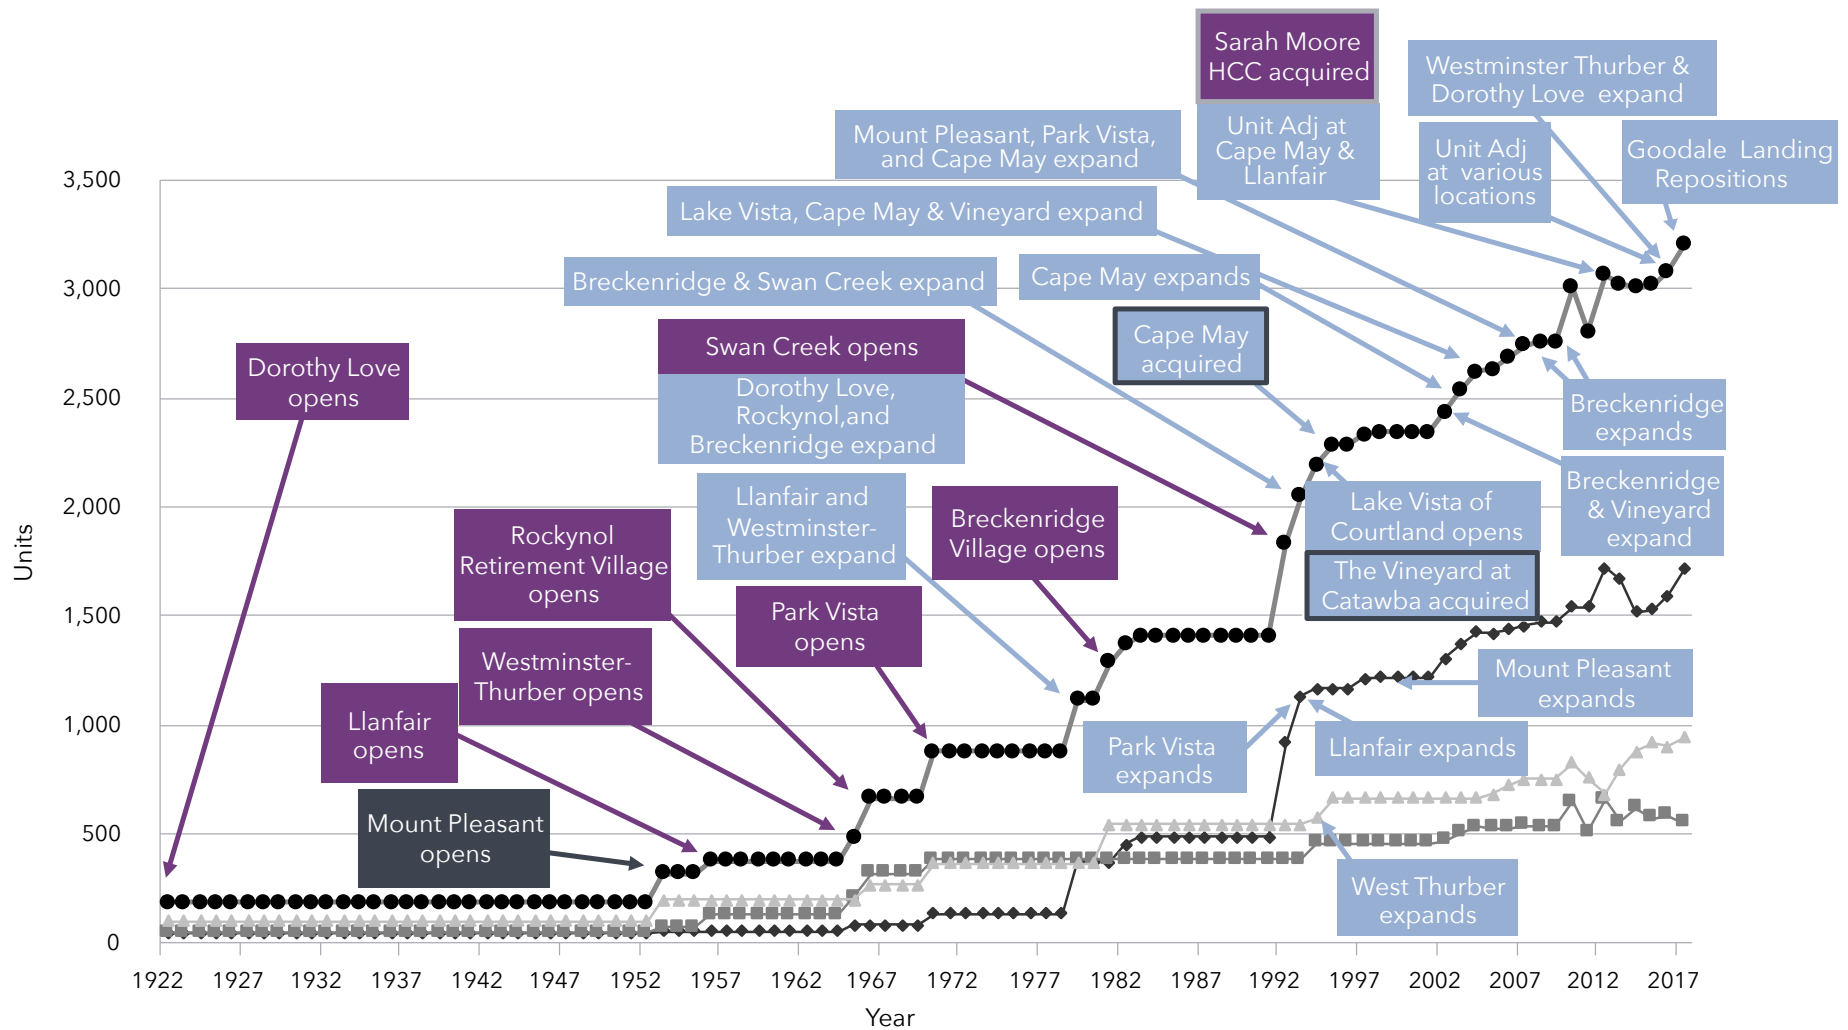 Sarah Moore
HCC acquired
Westminster Thurber &
Dorothy Love expand
Mount Pleasant, Park Vista,
and Cape May expand
Unit Adj at
Cape May &
Llanfair
Unit Adj
at various
locations
Goodale Landing
Repositions
Lake Vista, Cape May & Vineyard expand
Breckenridge & Swan Creek expand
Cape May expands
Swan Creek opens
Dorothy Love,
Rockynol,and
Breckenridge expand
Cape May
acquired
Dorothy Love
opens
Breckenridge
expands
Llanfair and
Westminster-
Thurber expand
Breckenridge
Village opens
Lake Vista of
Courtland opens
Breckenridge
& Vineyard
expand
Rockynol
Retirement Village
opens
The Vineyard at
Catawba acquired
Park Vista
opens
Westminster-
Thurber opens
Mount Pleasant
expands
Llanfair
opens
Park Vista
expands
Llanfair expands
Mount Pleasant
opens
West Thurber
expands
Units
3,500
3,000
2,500
2,000
1,500
1,000
500
0
1922 1927 1932 1937 1942 1947 1952 1957 1962 1967 1972 1977 1982 1987 1992 1997 2002 2007 2012 2017
Year